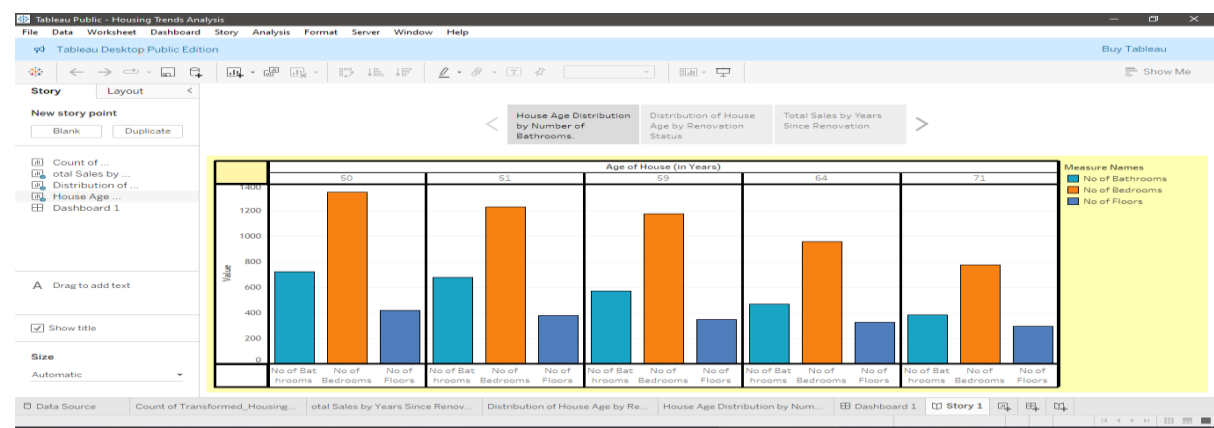 Tableau Public - Housing Trends Analysis
File Data Worksheet Dashboard Story Analysis Format Server Window Help
Tableau Desktop Public Edition
Buy Tableau
Show Me
Story Layout
New story point
Blank Duplicate
Count of ...
otal Sales by ...
Distribution of ...
House Age ...
Dashboard 1
A Drag to add text
Show title
Size
Automatic
House Age Distribution
by Number of
Bathrooms.
Distribution of House
Age by Renovation
Status
Total Sales by Years
Since Renovation
Age of House (in Years)
50 51 59 64 71
Value
1400
1200
1000
800
600
400
200
0
No of Bat
hrooms
No of
Bedrooms
No of
Floors
No of Bat
hrooms
No of
Bedrooms
No of
Floors
No of Bat
hrooms
No of
Bedrooms
No of
Floors
No of Bat
hrooms
No of
Bedrooms
No of
Floors
No of Bat
hrooms
No of
Bedrooms
No of
Floors
Measure Names
No of Bathrooms
No of Bedrooms
No of Floors
Data Source Count of Transformed_Housing... otal Sales by Years Since Renov... Distribution of House Age by Re... House Age Distribution by Num... Dashboard 1 Story 1